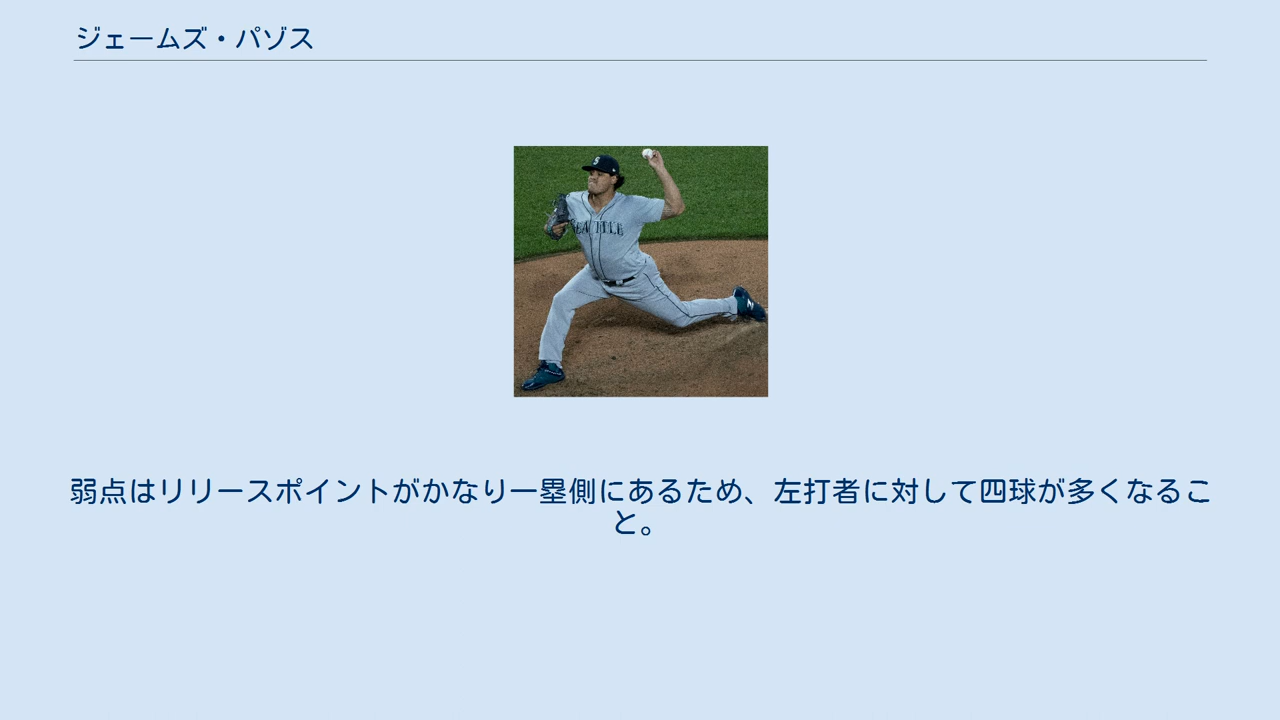 ジェームズ・パゾス
SEATTLE
弱点はリリースポイントがかなり一塁側にあるため、左打者に対して四球が多くなるこ
と。